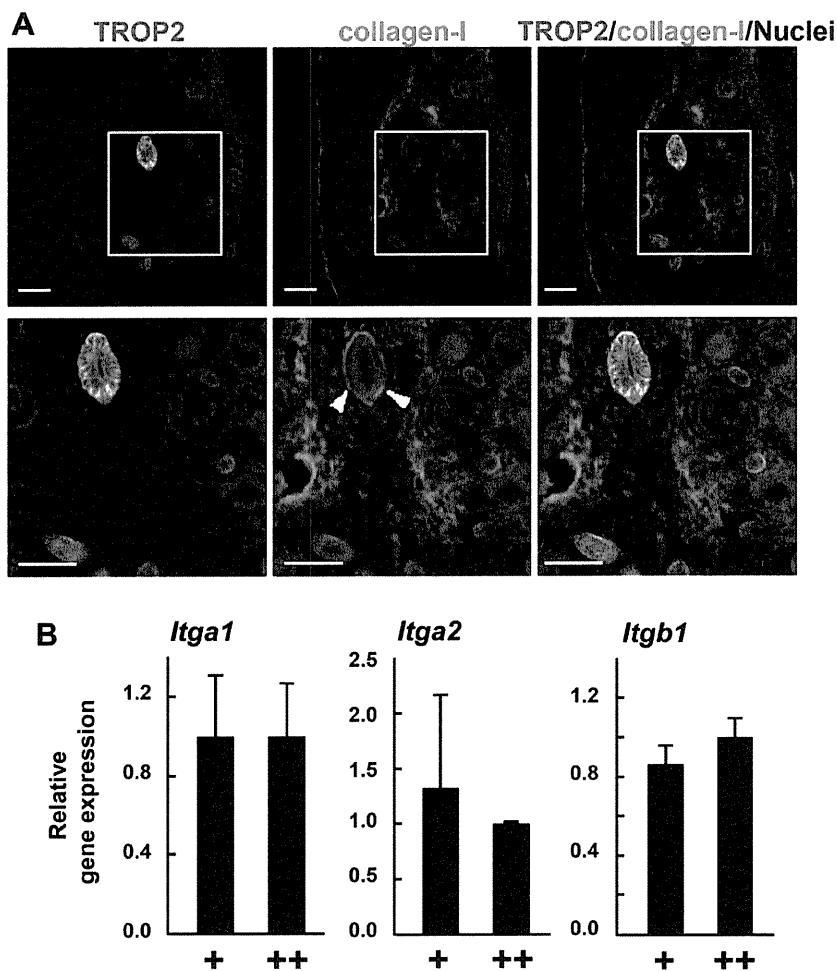 A
TROP2 collagen-I TROP2/collagen-I/Nuclei
B
Itga1 Itga2 Itgb1
Relative
gene expression
1.2
0.8
0.4
0.0
2.5
2.0
1.5
1.0
0.5
0.0
1.2
0.8
0.4
0.0
+ ++ + ++ + ++